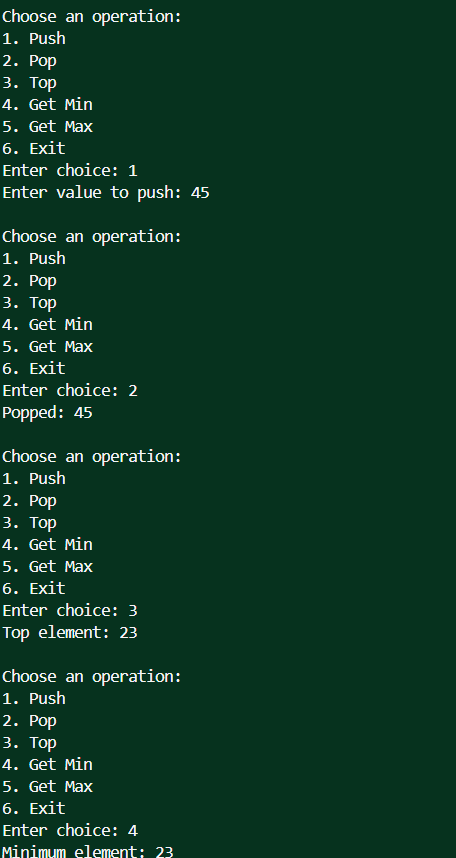 Choose an operation:
1. Push
2. Pop
3. Top
4. Get Min
5. Get Max
6. Exit
Enter choice: 1
Enter value to push: 45
Choose an operation:
1. Push
2. Pop
3. Top
4. Get Min
5. Get Max
6. Exit
Enter choice: 2
Popped: 45
Choose an operation:
1. Push
2. Pop
3. Top
4. Get Min
5. Get Max
6. Exit
Enter choice: 3
Top element: 23
Choose an operation:
1. Push
2. Pop
3. Top
4. Get Min
5. Get Max
6. Exit
Enter choice: 4
Minimum element: 23